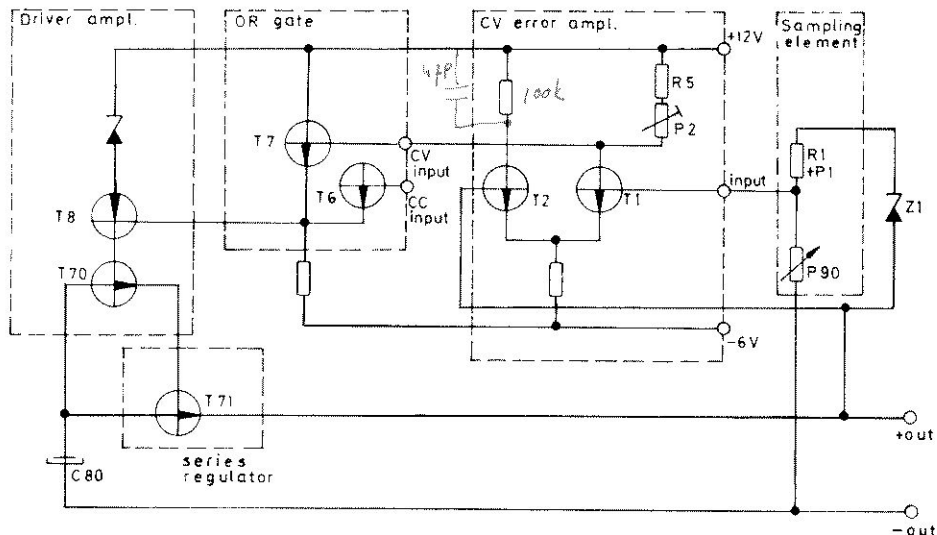 Driver ampl.
OR gate
CV error ampl.
Sampling
element
+12V
47p
100k
R5
P2
T7
CV
input
T6
CC
input
T2
T1
input
R1
+P1
Z1
T8
T70
P90
-6V
T71
+out
C80
series
regulator
-out